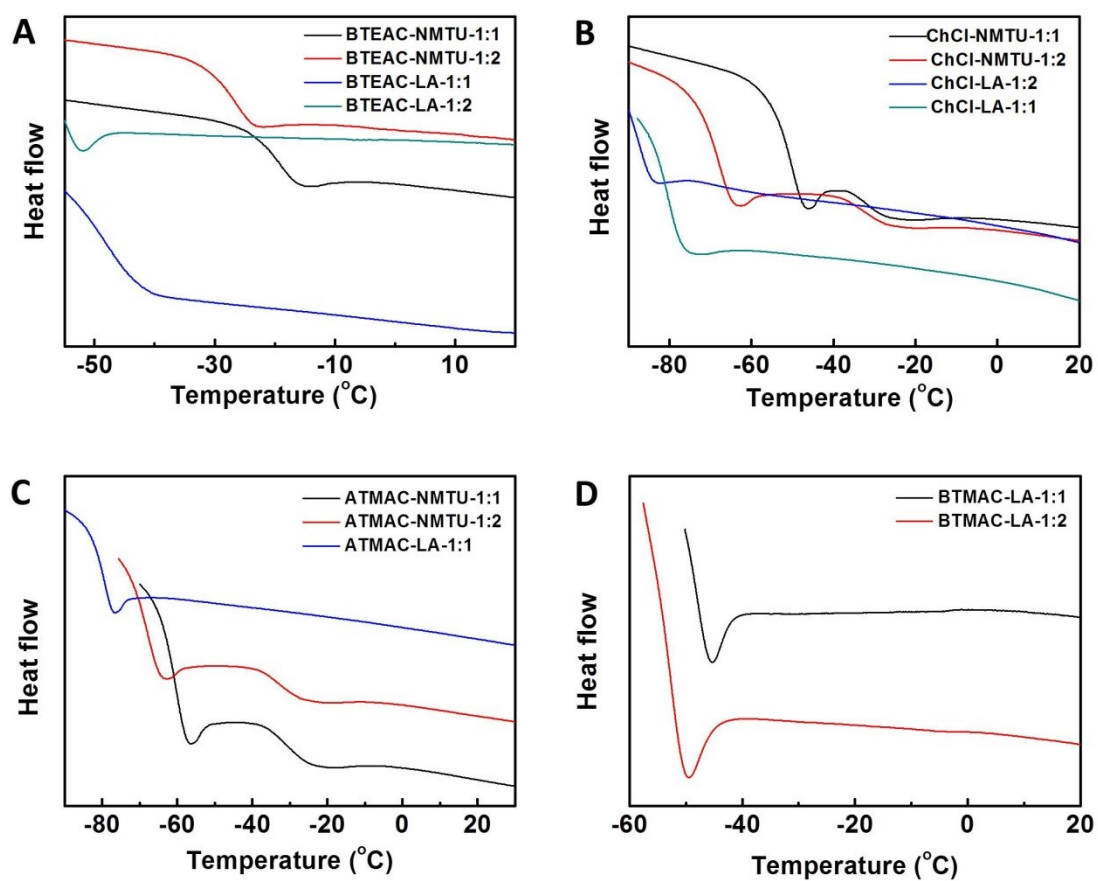 A
BTEAC-NMTU-1:1
BTEAC-NMTU-1:2
BTEAC-LA-1:1
BTEAC-LA-1:2
Heat flow
-50 -30 -10 10
Temperature (°C)
B
ChCl-NMTU-1:1
ChCl-NMTU-1:2
ChCl-LA-1:2
ChCl-LA-1:1
Heat flow
-80 -60 -40 -20 0 20
Temperature (°C)
C
ATMAC-NMTU-1:1
ATMAC-NMTU-1:2
ATMAC-LA-1:1
Heat flow
-80 -60 -40 -20 0 20
Temperature (°C)
D
BTMAC-LA-1:1
BTMAC-LA-1:2
Heat flow
-60 -40 -20 0 20
Temperature (°C)